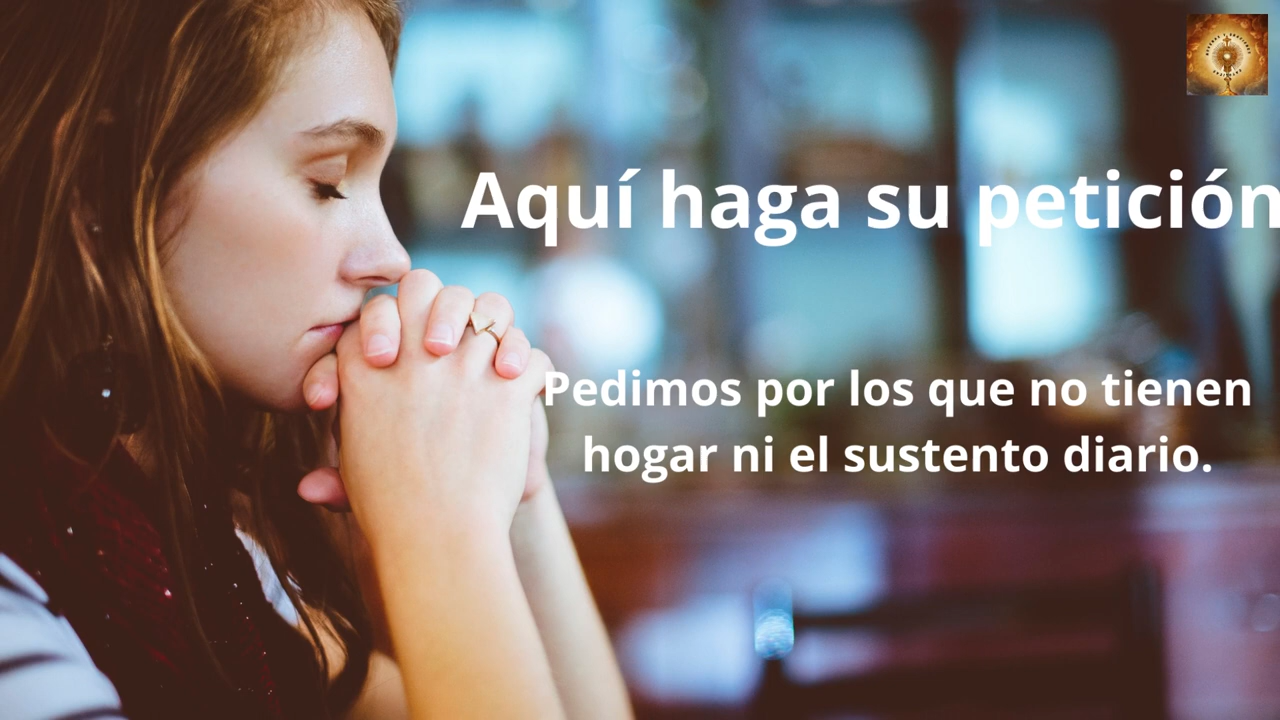 Aquí haga su petición
Pedimos por los que no tienen
hogar ni el sustento diario.